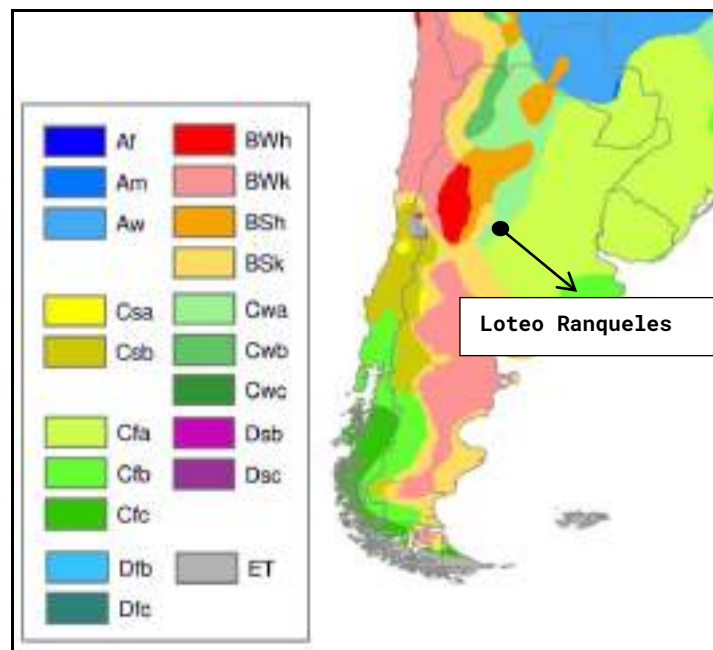 Af
Am
Aw
Csa
Csb
Cfa
Cfb
Cfc
Dfb
Dfc
BWh
BWk
BSh
BSk
Cwa
Cwb
Cwc
Dsb
Dsc
ET
Loteo Ranqueles